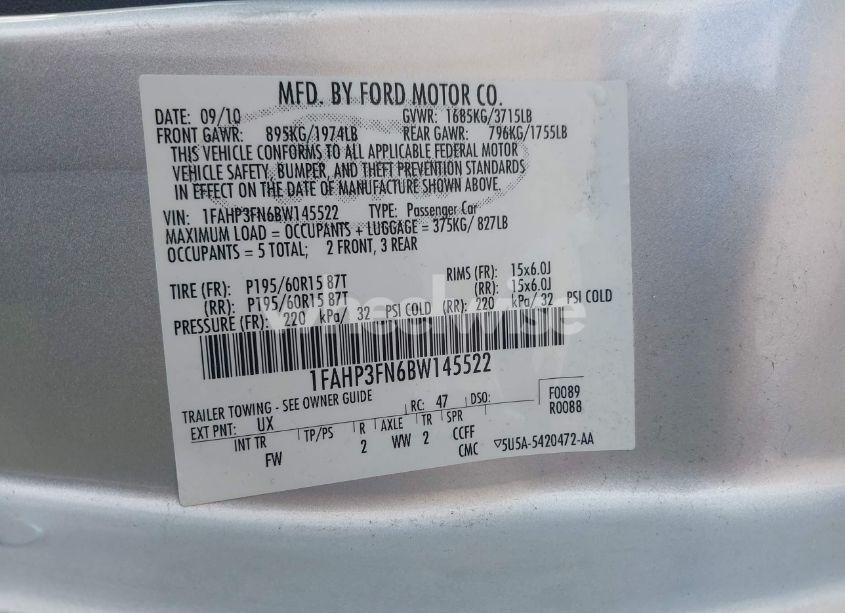 MFD. BY FORD MOTOR CO.
DATE: 09/10 GVWR: 1685KG/3715LB
FRONT GAWR: 895KG/1974LB REAR GAWR: 796KG/1755LB
THIS VEHICLE CONFORMS TO ALL APPLICABLE FEDERAL MOTOR
VEHICLE SAFETY, BUMPER, AND THEFT PREVENTION STANDARDS
IN EFFECT ON THE DATE OF MANUFACTURE SHOWN ABOVE.
VIN: 1FAHP3FN6BW145522 TYPE: Passenger Car
MAXIMUM LOAD = OCCUPANTS + LUGGAGE = 375KG/ 827LB
OCCUPANTS = 5 TOTAL; 2 FRONT, 3 REAR
TIRE (FR): P195/60R15 87T RIMS (FR): 15x6.0J
(RR): P195/60R15 87T (RR): 15x6.0J
PRESSURE (FR): 220 kPa/ 32 PSI COLD (RR): 220 kPa/ 32 PSI COLD
wheelwise
1FAHP3FN6BW145522
TRAILER TOWING - SEE OWNER GUIDE RC: 47 DSO: F0089
EXT PNT: UX R0088
INT TR TP/PS R AXLE TR SPR
FW 2 WW 2 CCFF
CMC 5U5A-5420472-AA